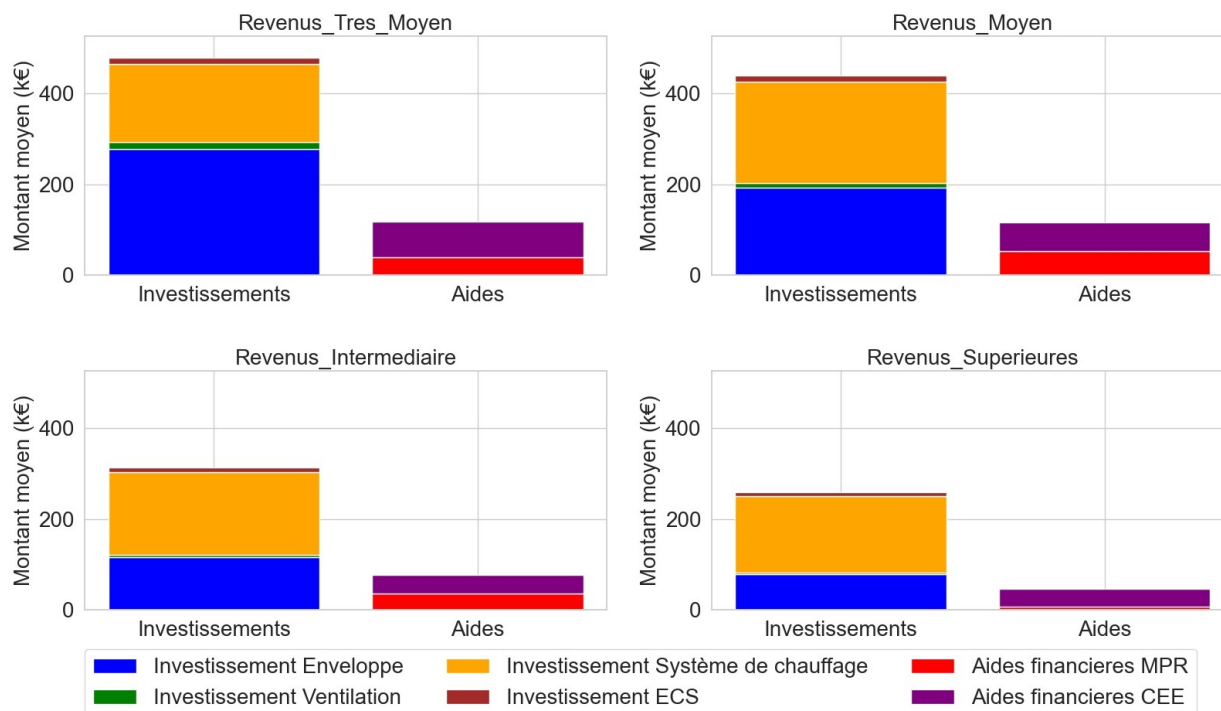 Revenus_Tres_Moyen
Montant moyen (k€)
400
200
0
Investissements Aides
Revenus_Moyen
Montant moyen (k€)
400
200
0
Investissements Aides
Revenus_Intermediaire
Montant moyen (k€)
400
200
0
Investissements Aides
Revenus_Superieures
Montant moyen (k€)
400
200
0
Investissements Aides
Investissement Enveloppe Investissement Système de chauffage Aides financieres MPR
Investissement Ventilation Investissement ECS Aides financieres CEE